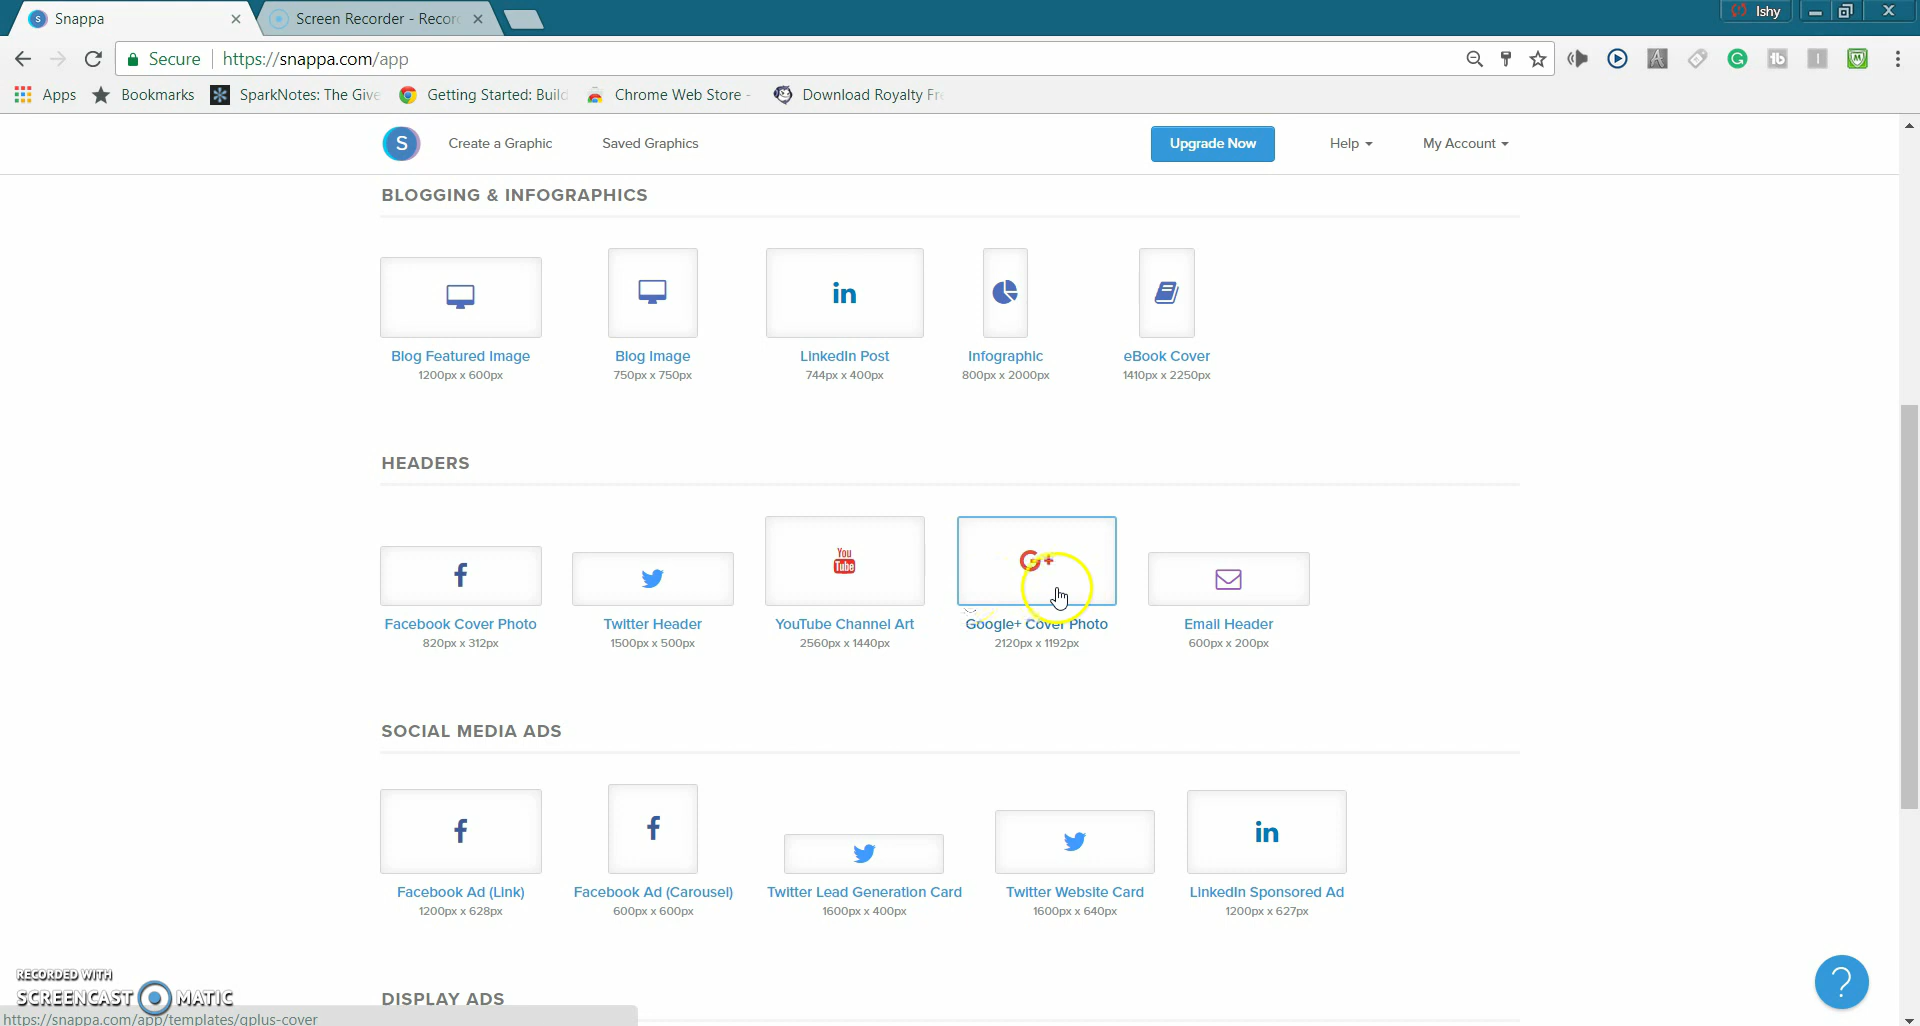 Snappa
Screen Recorder - Recor
Ishy
Secure
https://snappa.com/app
Apps
Bookmarks
SparkNotes: The Give
Getting Started: Build
Chrome Web Store -
Download Royalty Fr
S
Create a Graphic
Saved Graphics
Upgrade Now
Help
My Account
BLOGGING & INFOGRAPHICS
in
Blog Featured Image
Blog Image
LinkedIn Post
Infographic
eBook Cover
1200px x 600px
750px x 750px
744px x 400px
800px x 2000px
1410px x 2250px
HEADERS
f
You
Tube
G+
Facebook Cover Photo
Twitter Header
YouTube Channel Art
Google+ Cover Photo
Email Header
820px x 312px
1500px x 500px
2560px x 1440px
2120px x 1192px
600px x 200px
SOCIAL MEDIA ADS
f
f
in
Facebook Ad (Link)
Facebook Ad (Carousel)
Twitter Lead Generation Card
Twitter Website Card
LinkedIn Sponsored Ad
1200px x 628px
600px x 600px
1600px x 400px
1600px x 640px
1200px x 627px
?
RECORDED WITH
SCREENCAST MATIC
DISPLAY ADS
https://snappa.com/app/templates/gplus-cover